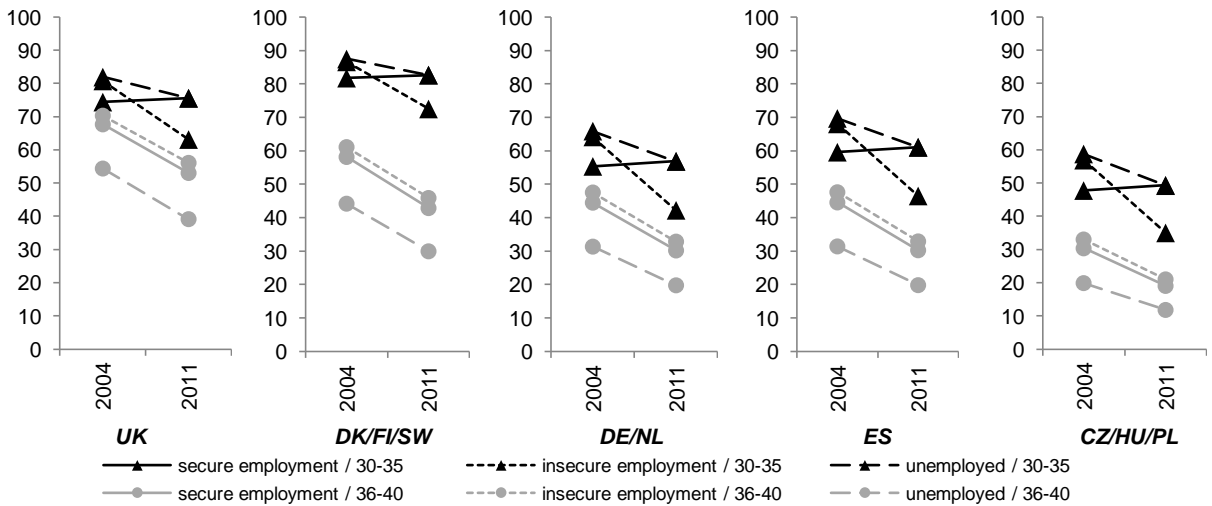 100 100 100 100 100
90 90 90 90 90
80 80 80 80 80
70 70 70 70 70
60 60 60 60 60
50 50 50 50 50
40 40 40 40 40
30 30 30 30 30
20 20 20 20 20
10 10 10 10 10
0 0 0 0 0
2004 2011 2004 2011 2004 2011 2004 2011 2004 2011
UK DK/FI/SW DE/NL ES CZ/HU/PL
secure employment / 30-35 insecure employment / 30-35 unemployed / 30-35
secure employment / 36-40 insecure employment / 36-40 unemployed / 36-40